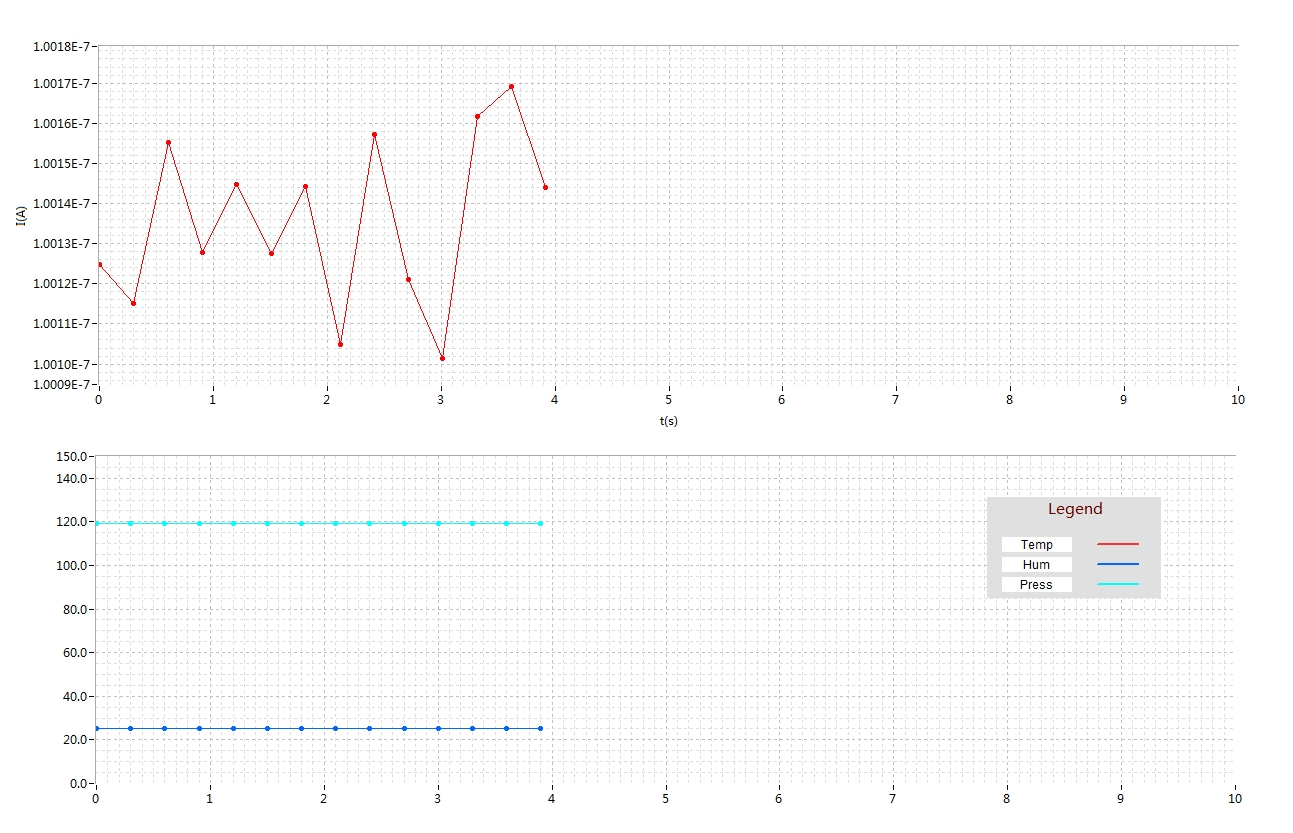 1.0018E-7
1.0017E-7
1.0016E-7
1.0015E-7
1.0014E-7
1.0013E-7
1.0012E-7
1.0011E-7
1.0010E-7
1.0009E-7
I(A)
0 1 2 3 4 5 6 7 8 9 10
t(s)
150.0
140.0
120.0
100.0
80.0
60.0
40.0
20.0
0.0
Legend
Temp
Hum
Press
0 1 2 3 4 5 6 7 8 9 10